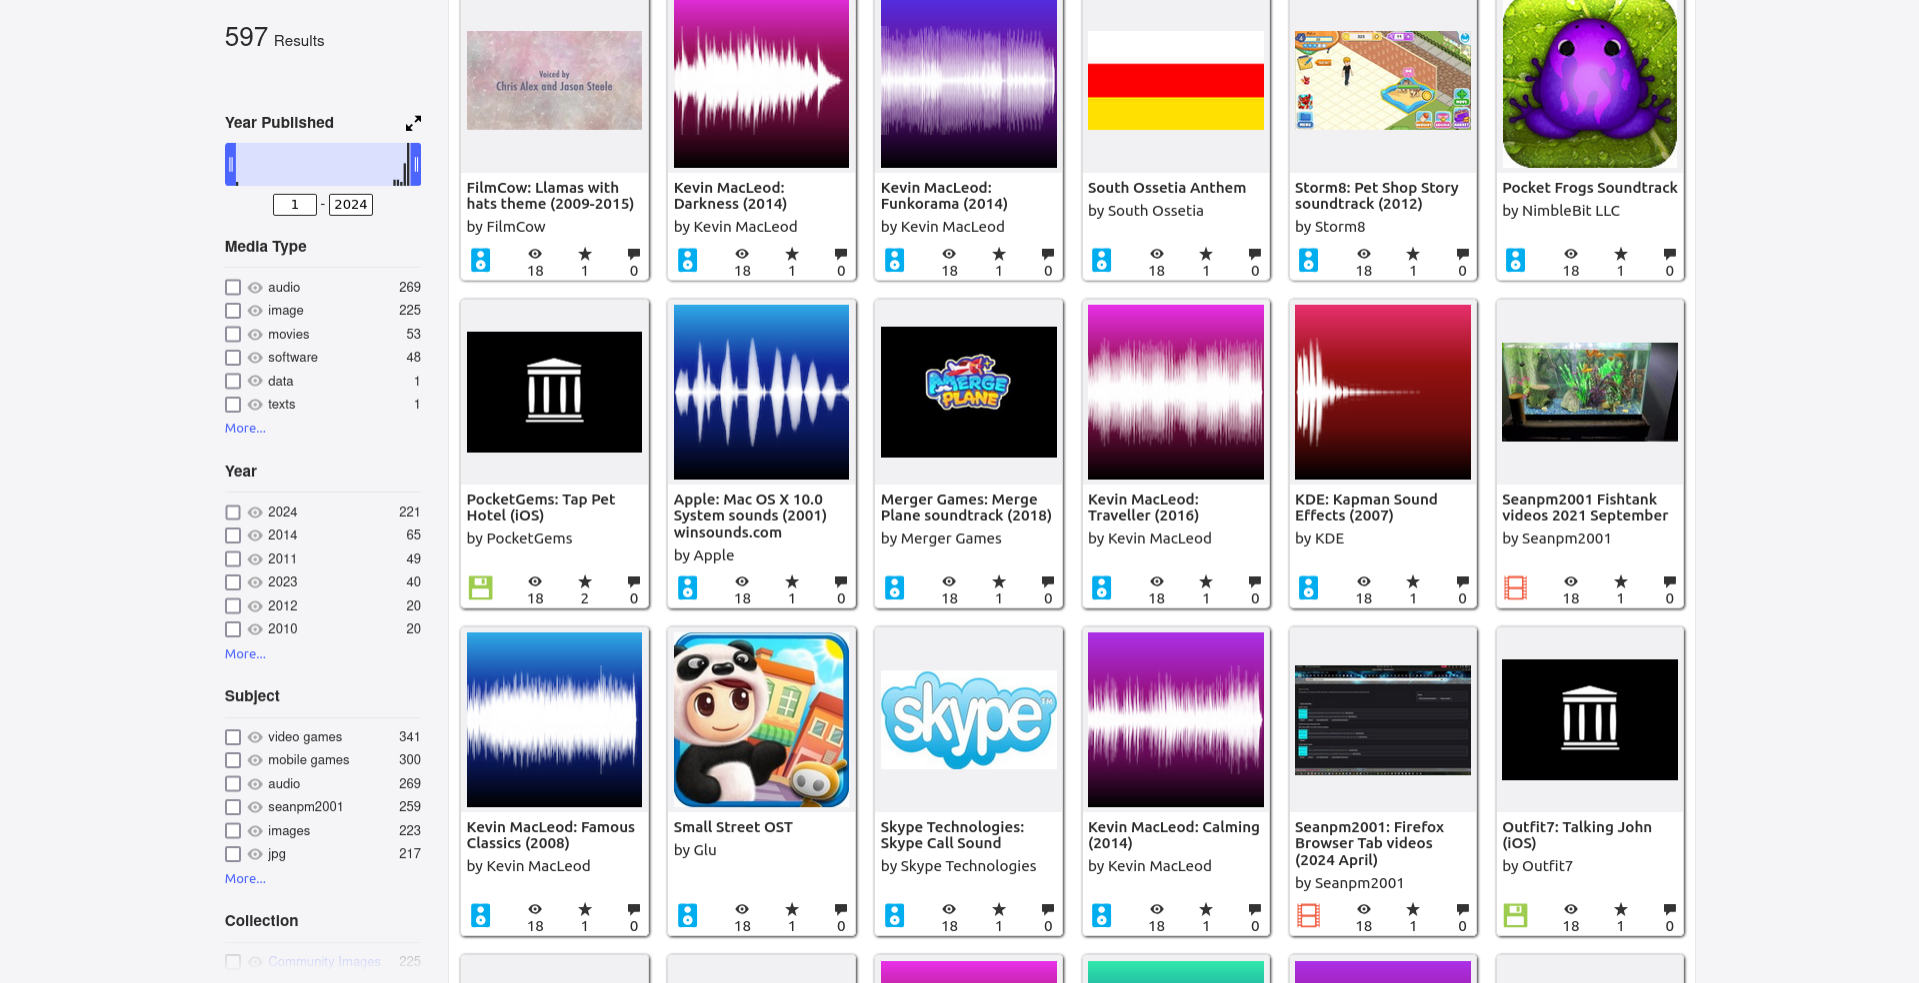 597 Results
Year Published
1 - 2024
Media Type
audio 269
image 225
movies 53
software 48
data 1
texts 1
More...
Year
2024 221
2014 65
2011 49
2023 40
2012 20
2010 20
More...
Subject
video games 341
mobile games 300
audio 269
seanpm2001 259
images 223
jpg 217
More...
Collection
Community Images 225
Voiced by
Chris Alex and Jason Steele
FilmCow: Llamas with
hats theme (2009-2015)
by FilmCow
18 1 0
Kevin MacLeod:
Darkness (2014)
by Kevin MacLeod
18 1 0
Kevin MacLeod:
Funkorama (2014)
by Kevin MacLeod
18 1 0
South Ossetia Anthem
by South Ossetia
18 1 0
Storm8: Pet Shop Story
soundtrack (2012)
by Storm8
18 1 0
Pocket Frogs Soundtrack
by NimbleBit LLC
18 1 0
PocketGems: Tap Pet
Hotel (iOS)
by PocketGems
18 2 0
Apple: Mac OS X 10.0
System sounds (2001)
winsounds.com
by Apple
18 1 0
MERGE
PLANE
Merger Games: Merge
Plane soundtrack (2018)
by Merger Games
18 1 0
Kevin MacLeod:
Traveller (2016)
by Kevin MacLeod
18 1 0
KDE: Kapman Sound
Effects (2007)
by KDE
18 1 0
Seanpm2001 Fishtank
videos 2021 September
by Seanpm2001
18 1 0
Kevin MacLeod: Famous
Classics (2008)
by Kevin MacLeod
18 1 0
Small Street OST
by Glu
18 1 0
skype TM
Skype Technologies:
Skype Call Sound
by Skype Technologies
18 1 0
Kevin MacLeod: Calming
(2014)
by Kevin MacLeod
18 1 0
Seanpm2001: Firefox
Browser Tab videos
(2024 April)
by Seanpm2001
18 1 0
Outfit7: Talking John
(iOS)
by Outfit7
18 1 0